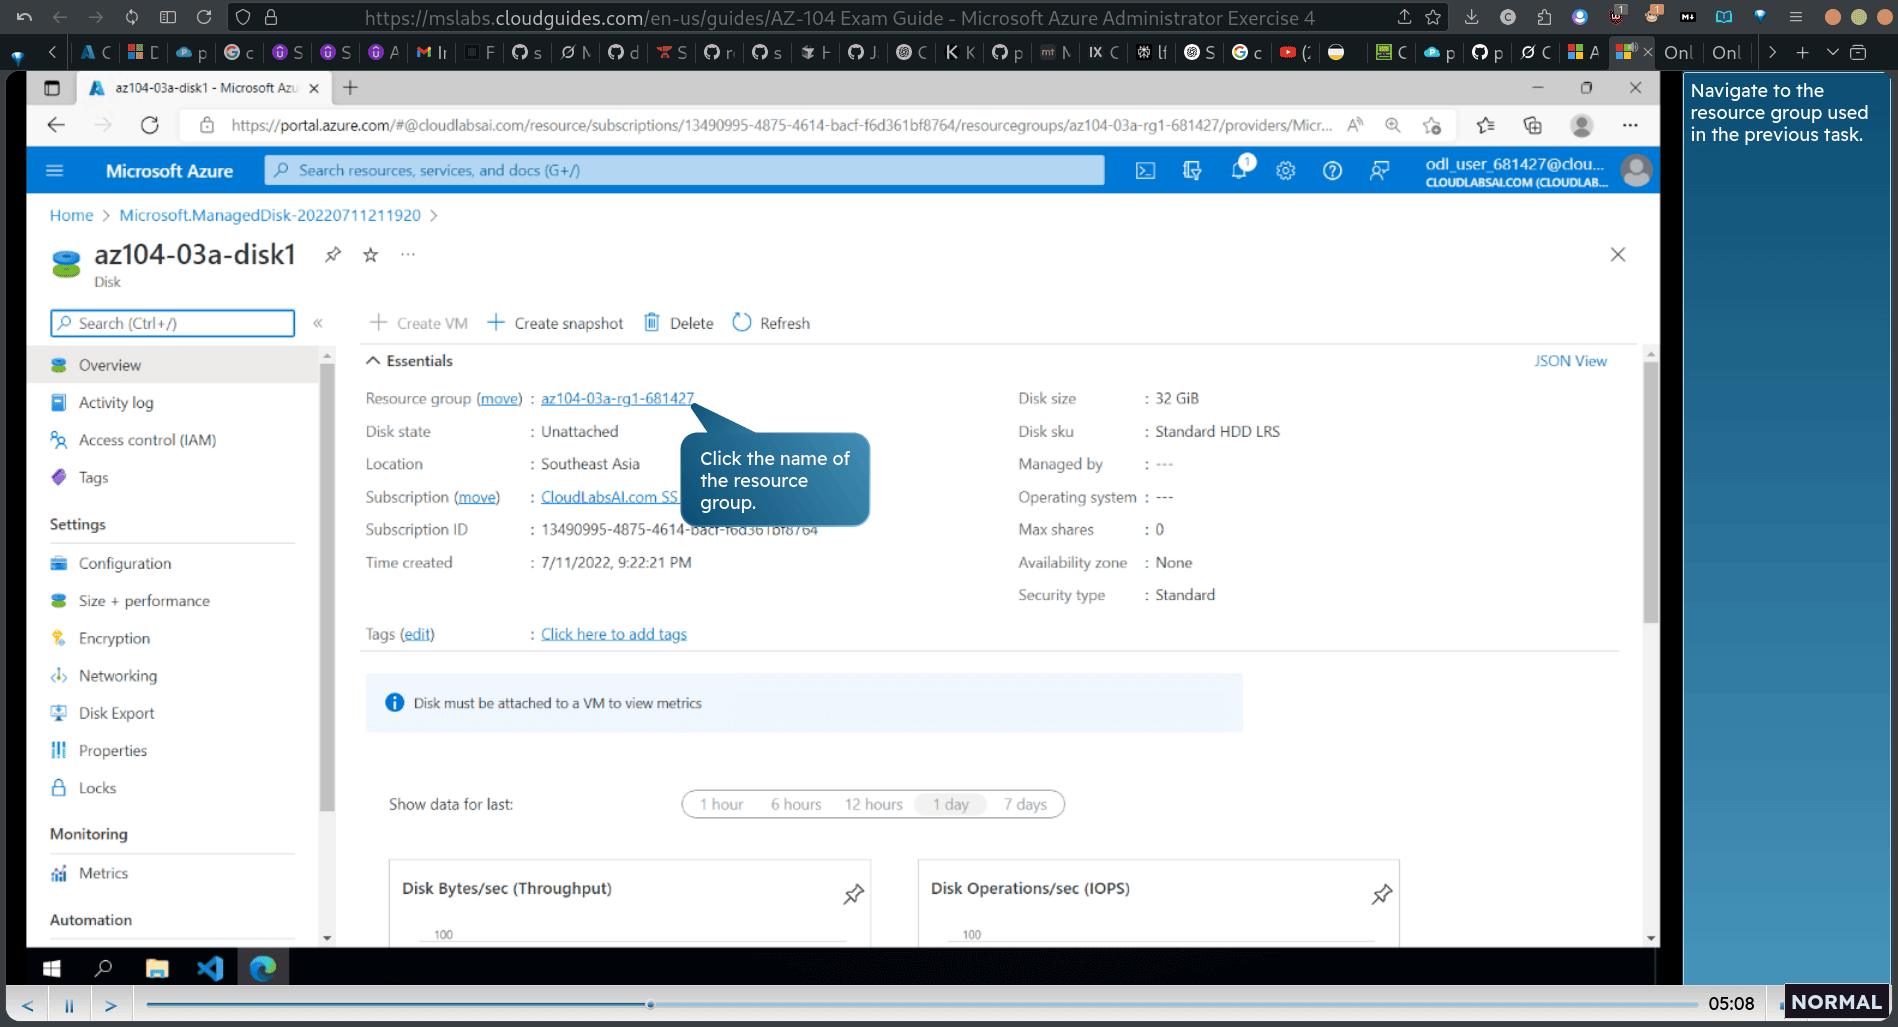 https://mslabs.cloudguides.com/en-us/guides/AZ-104 Exam Guide - Microsoft Azure Administrator Exercise 4
Onl
Onl
az104-03a-disk1 - Microsoft Azu
https://portal.azure.com/#@cloudlabsai.com/resource/subscriptions/13490995-4875-4614-bacf-f6d361bf8764/resourcegroups/az104-03a-rg1-681427/providers/Micr...
Microsoft Azure
Search resources, services, and docs (G+/)
1
odl_user_681427@clou...
CLOUDLABSAI.COM (CLOUDLAB...
Home > Microsoft.ManagedDisk-20220711211920 >
az104-03a-disk1
Disk
Search (Ctrl+/)
Create VM
Create snapshot
Delete
Refresh
Overview
Activity log
Access control (IAM)
Tags
Settings
Configuration
Size + performance
Encryption
Networking
Disk Export
Properties
Locks
Monitoring
Metrics
Automation
Essentials
JSON View
Resource group (move) : az104-03a-rg1-681427
Disk state : Unattached
Location : Southeast Asia
Subscription (move) : CloudLabsAI.com SS
Subscription ID : 13490995-4875-4614-bacf-f6d361bf8764
Time created : 7/11/2022, 9:22:21 PM
Tags (edit) : Click here to add tags
Disk size : 32 GiB
Disk sku : Standard HDD LRS
Managed by : ---
Operating system : ---
Max shares : 0
Availability zone : None
Security type : Standard
Click the name of
the resource
group.
Disk must be attached to a VM to view metrics
Show data for last:
1 hour 6 hours 12 hours 1 day 7 days
Disk Bytes/sec (Throughput)
100
Disk Operations/sec (IOPS)
100
Navigate to the
resource group used
in the previous task.
05:08
NORMAL